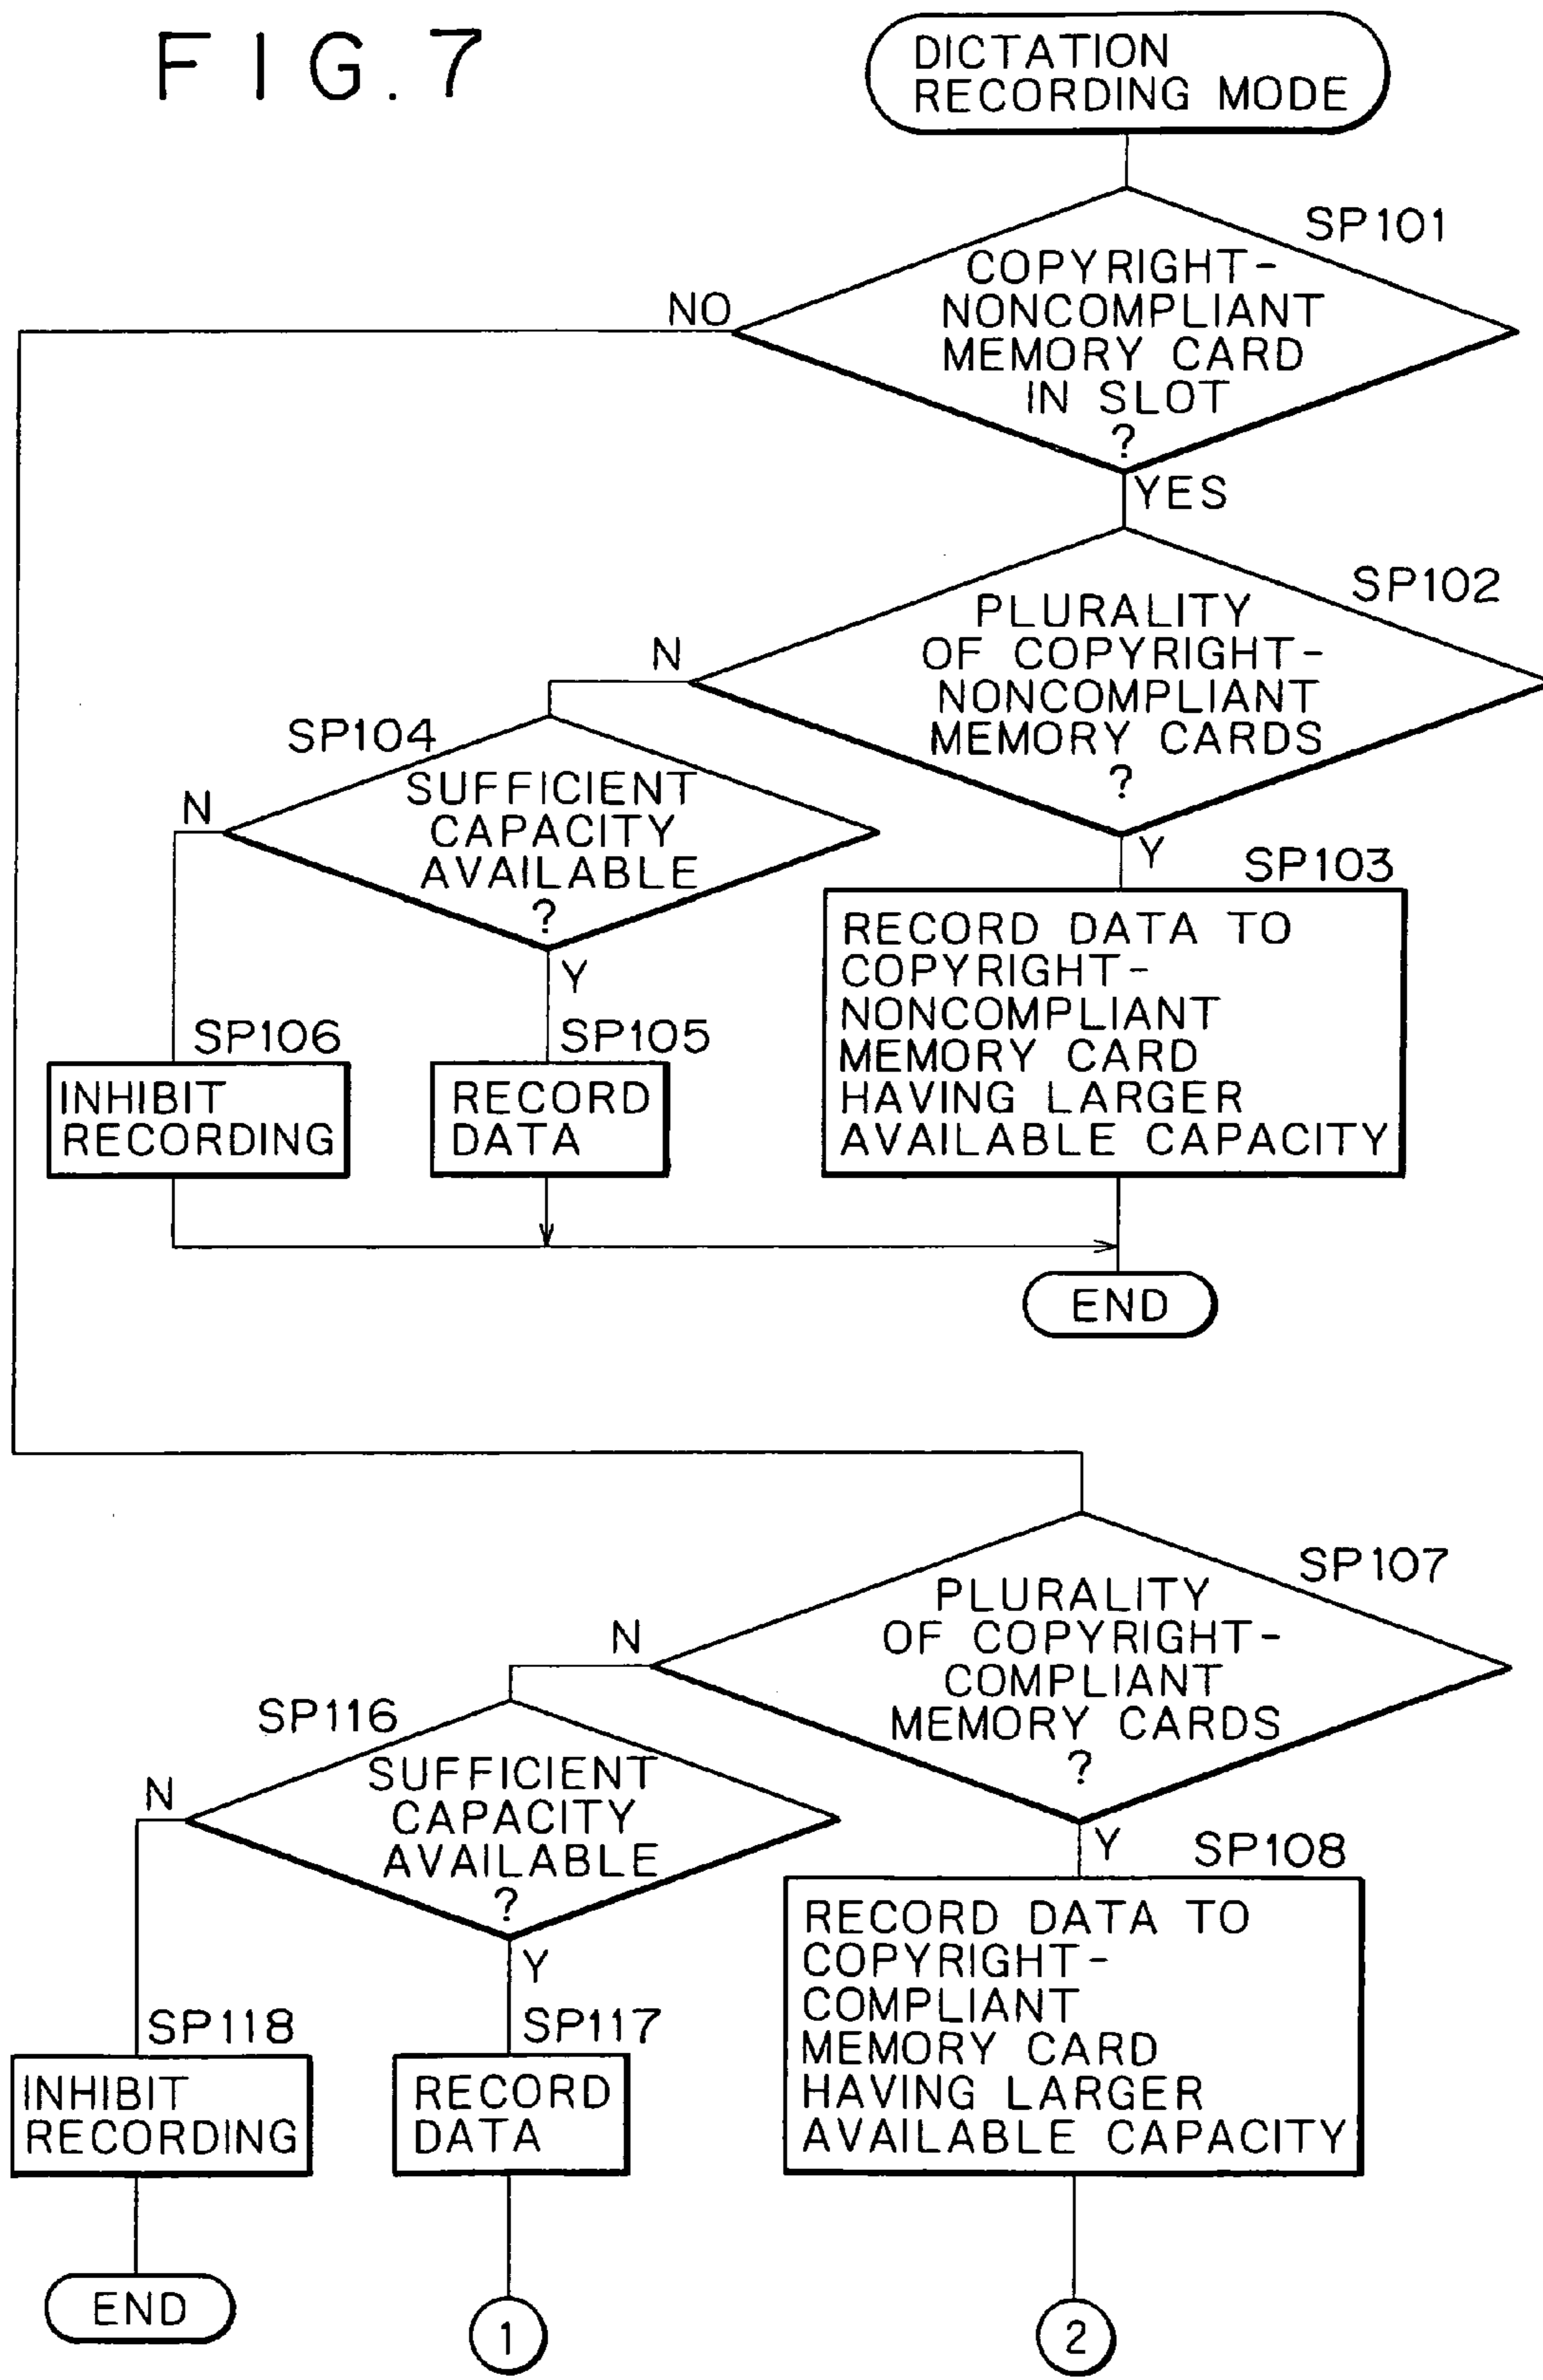 FIG. 7
DICTATION
RECORDING MODE
SP101
COPYRIGHT-
NONCOMPLIANT
MEMORY CARD
IN SLOT
?
NO
YES
SP102
PLURALITY
OF COPYRIGHT-
NONCOMPLIANT
MEMORY CARDS
?
N
Y
SP104
SUFFICIENT
CAPACITY
AVAILABLE
?
N
Y
SP103
RECORD DATA TO
COPYRIGHT-
NONCOMPLIANT
MEMORY CARD
HAVING LARGER
AVAILABLE CAPACITY
SP106
INHIBIT
RECORDING
SP105
RECORD
DATA
END
SP107
PLURALITY
OF COPYRIGHT-
COMPLIANT
MEMORY CARDS
?
N
Y
SP116
SUFFICIENT
CAPACITY
AVAILABLE
?
N
Y
SP108
RECORD DATA TO
COPYRIGHT-
COMPLIANT
MEMORY CARD
HAVING LARGER
AVAILABLE CAPACITY
SP118
INHIBIT
RECORDING
SP117
RECORD
DATA
END
1
2